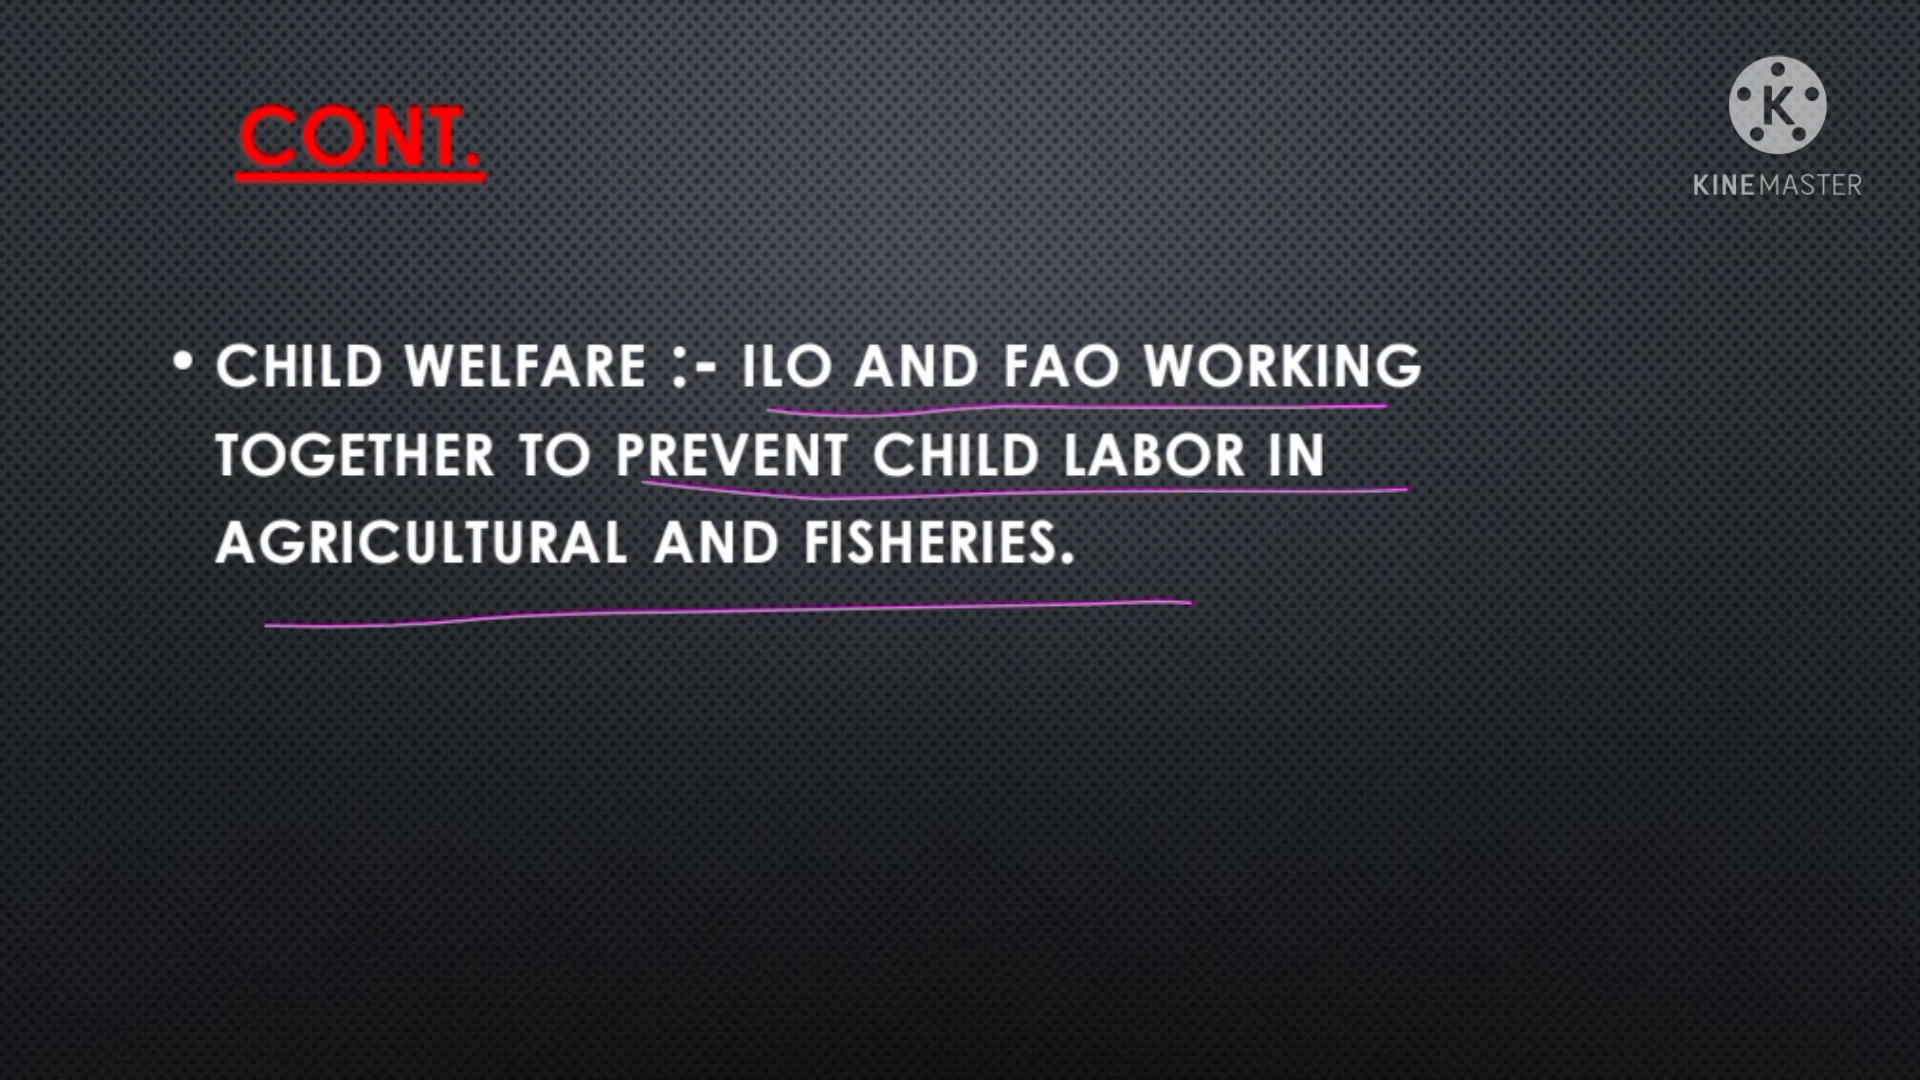 CONT.
K
KINEMASTER
• CHILD WELFARE :- ILO AND FAO WORKING
TOGETHER TO PREVENT CHILD LABOR IN
AGRICULTURAL AND FISHERIES.